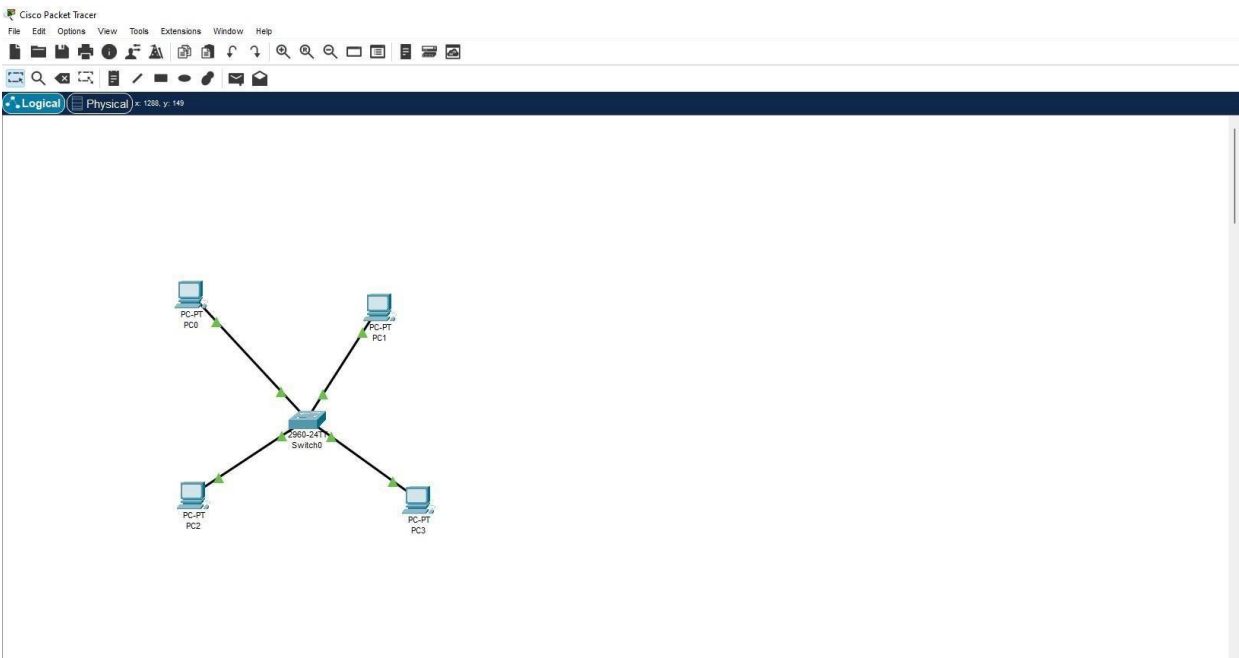 Cisco Packet Tracer
File Edit Options View Tools Extensions Window Help
Logical Physical x: 1288, y: 149
PC-PT
PC0
PC-PT
PC1
2960-24TT
Switch0
PC-PT
PC2
PC-PT
PC3